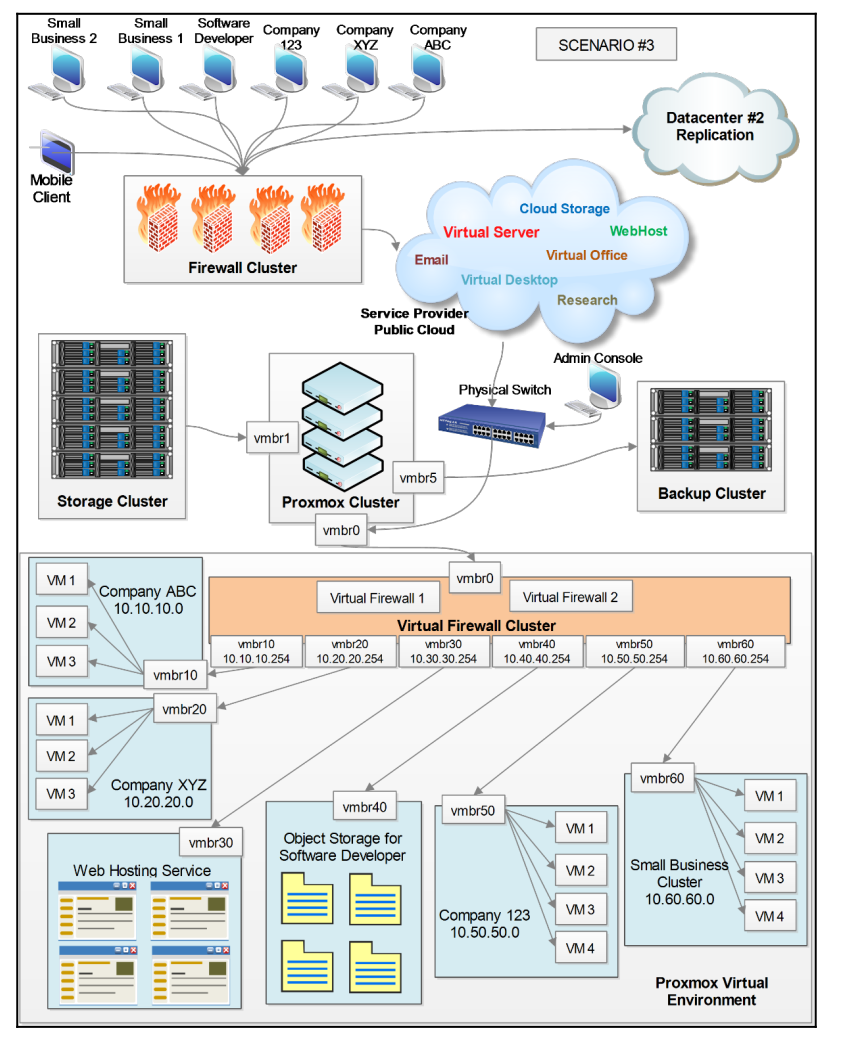 Small
Business 2
Small
Business 1
Software
Developer
Company
123
Company
XYZ
Company
ABC
SCENARIO #3
Datacenter #2
Replication
Mobile
Client
Firewall Cluster
Cloud Storage
Virtual Server
WebHost
Email
Virtual Office
Virtual Desktop
Research
Service Provider
Public Cloud
Admin Console
Physical Switch
vmbr1
vmbr5
Storage Cluster
Proxmox Cluster
Backup Cluster
vmbr0
vmbr0
Virtual Firewall 1
Virtual Firewall 2
Virtual Firewall Cluster
vmbr10
10.10.10.254
vmbr20
10.20.20.254
vmbr30
10.30.30.254
vmbr40
10.40.40.254
vmbr50
10.50.50.254
vmbr60
10.60.60.254
VM 1
Company ABC
10.10.10.0
VM 2
VM 3
vmbr10
vmbr20
VM 1
VM 2
VM 3
Company XYZ
10.20.20.0
vmbr30
Web Hosting Service
vmbr40
Object Storage for
Software Developer
vmbr50
VM 1
VM 2
VM 3
VM 4
Company 123
10.50.50.0
vmbr60
VM 1
VM 2
VM 3
VM 4
Small Business
Cluster
10.60.60.0
Proxmox Virtual
Environment